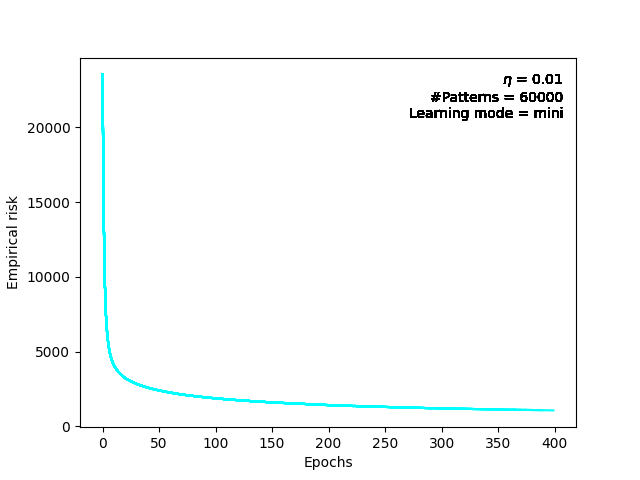 η = 0.01
#Patterns = 60000
Learning mode = mini
20000
15000
10000
5000
0
Empirical risk
0 50 100 150 200 250 300 350 400
Epochs